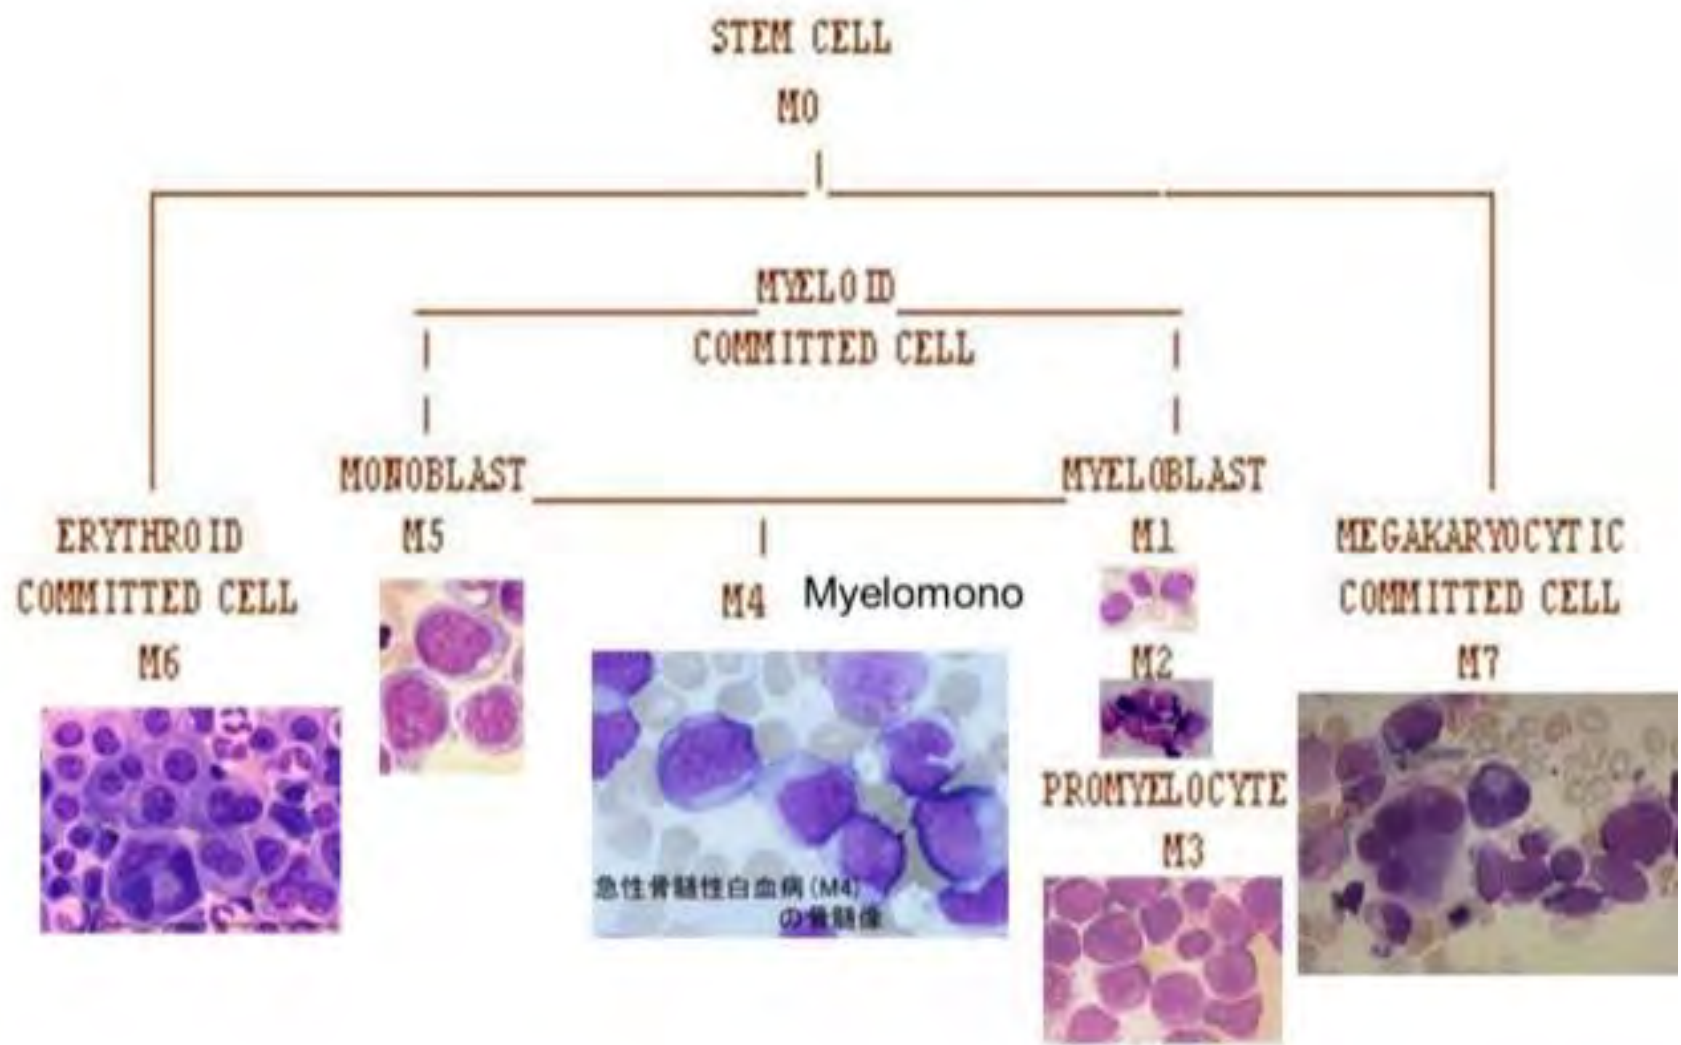 STEM CELL
M0
MYELOID
COMMITTED CELL
MONOBLAST
M5
MYELOBLAST
M1
ERYTHROID
COMMITTED CELL
M6
M4 Myelomono
M2
MEGAKARYOCYTIC
COMMITTED CELL
M7
PROMYELOCYTE
M3
急性骨髄性白血病(M4)
の骨髄像